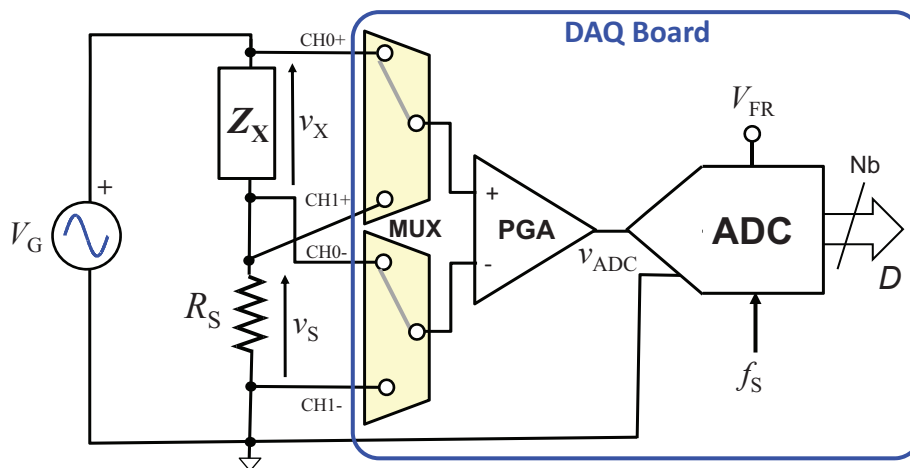 DAQ Board
CH0+
Z_X
v_X
V_FR
+
Nb
CH1+
MUX
+
PGA
-
ADC
V_G
CH0-
v_ADC
D
R_S
v_S
f_S
CH1-